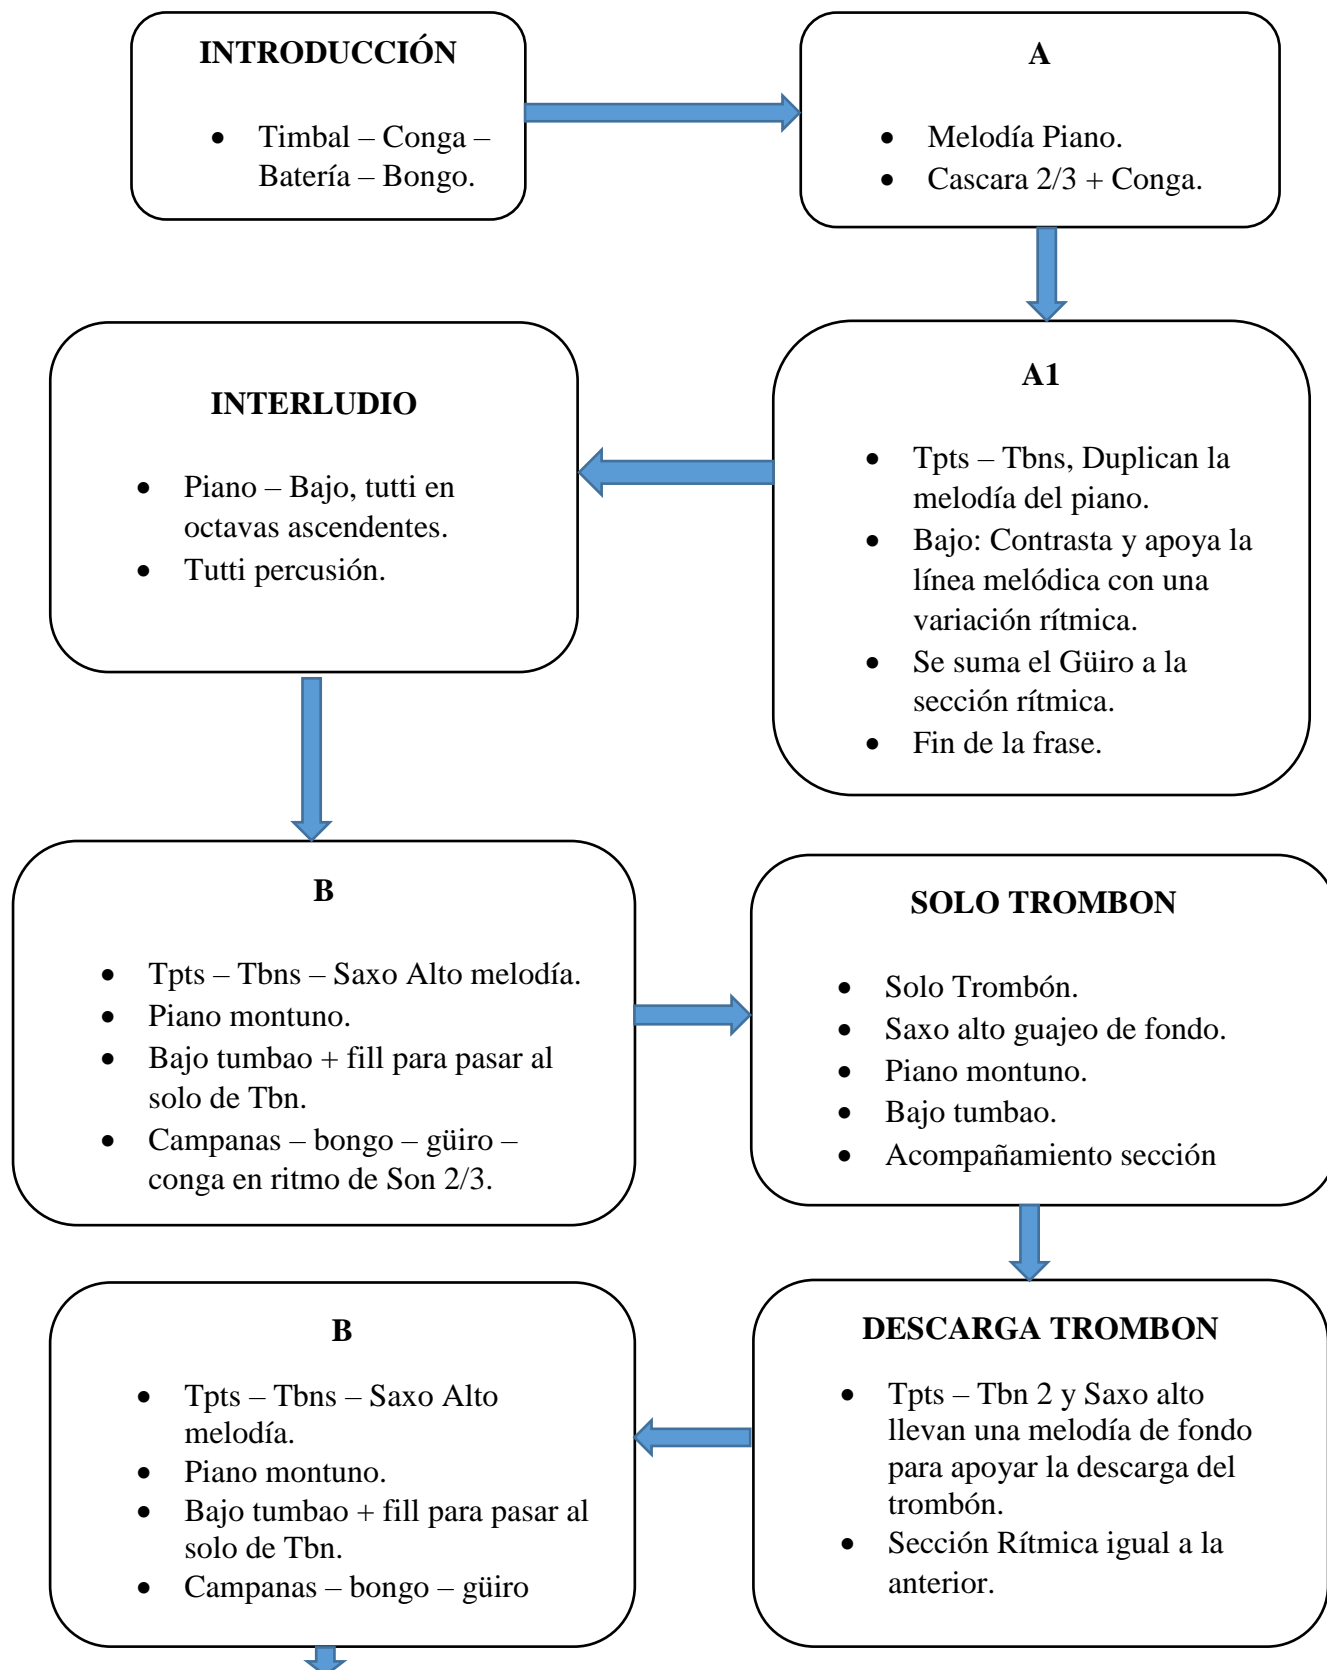 INTRODUCCIÓN
• Timbal – Conga –
Batería – Bongo.
A
• Melodía Piano.
• Cascara 2/3 + Conga.
A1
• Tpts – Tbns, Duplican la
melodía del piano.
• Bajo: Contrasta y apoya la
línea melódica con una
variación rítmica.
• Se suma el Güiro a la
sección rítmica.
• Fin de la frase.
INTERLUDIO
• Piano – Bajo, tutti en
octavas ascendentes.
• Tutti percusión.
B
• Tpts – Tbns – Saxo Alto melodía.
• Piano montuno.
• Bajo tumbao + fill para pasar al
solo de Tbn.
• Campanas – bongo – güiro –
conga en ritmo de Son 2/3.
SOLO TROMBON
• Solo Trombón.
• Saxo alto guajeo de fondo.
• Piano montuno.
• Bajo tumbao.
• Acompañamiento sección
DESCARGA TROMBON
• Tpts – Tbn 2 y Saxo alto
llevan una melodía de fondo
para apoyar la descarga del
trombón.
• Sección Rítmica igual a la
anterior.
B
• Tpts – Tbns – Saxo Alto
melodía.
• Piano montuno.
• Bajo tumbao + fill para pasar al
solo de Tbn.
• Campanas – bongo – güiro